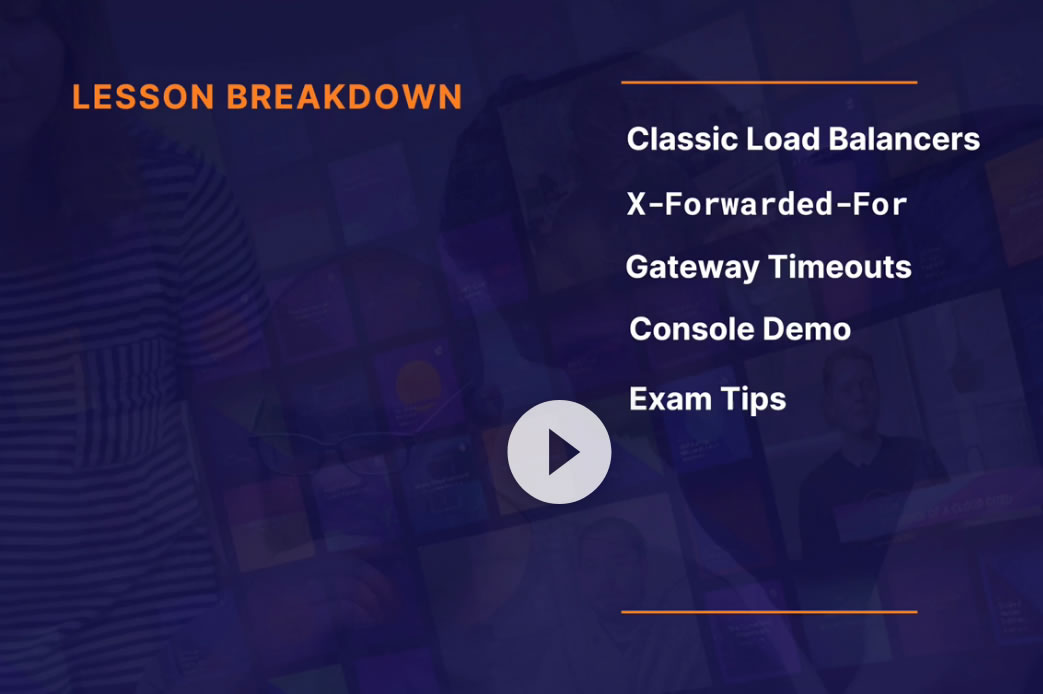 LESSON BREAKDOWN
Classic Load Balancers
X-Forwarded-For
Gateway Timeouts
Console Demo
Exam Tips